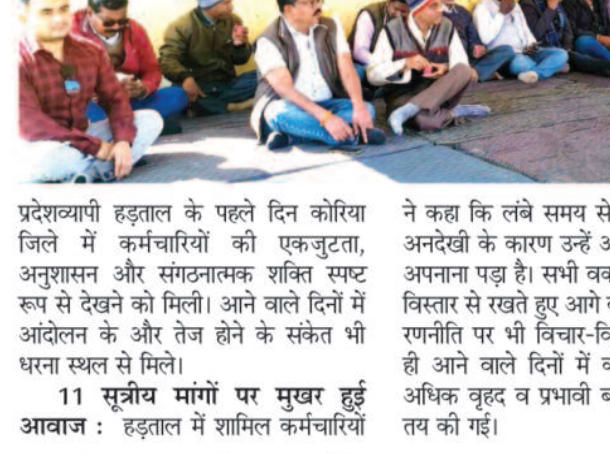 प्रदेशव्यापी हड़ताल के पहले दिन कोरिया
जिले में कर्मचारियों की एकजुटता,
अनुशासन और संगठनात्मक शक्ति स्पष्ट
रूप से देखने को मिली। आने वाले दिनों में
आंदोलन के और तेज होने के संकेत भी
धरना स्थल से मिले।
11 सूत्रीय मांगों पर मुखर हुई
आवाज : हड़ताल में शामिल कर्मचारियों
ने कहा कि लंबे समय से
अनदेखी के कारण उन्हें
अपनाना पड़ा है। सभी
विस्तार से रखते हुए आगे
रणनीति पर भी
ही आने वाले दिनों में
अधिक वृहद व प्रभावी
तय की गई।